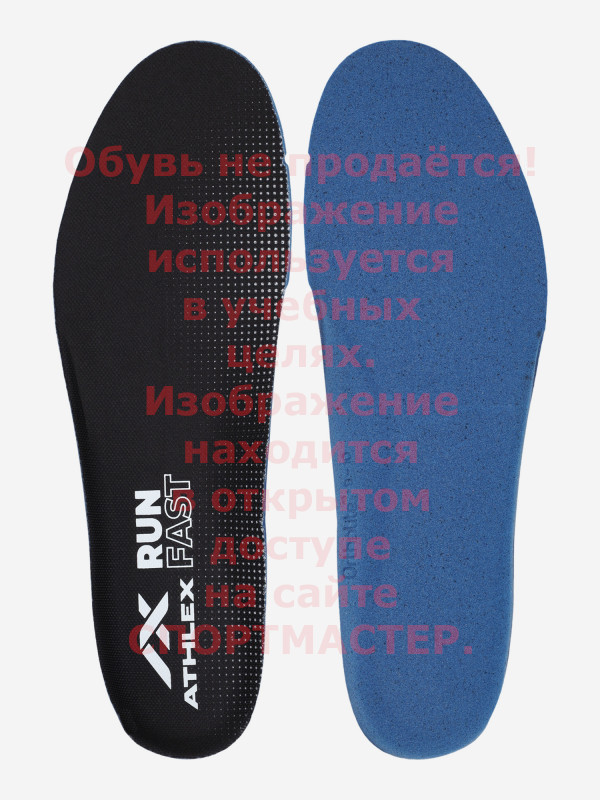 Обувь не продаётся!
Изображение
используется
в учебных
целях.
Изображение
находится
в открытом
доступе
на сайте
СПОРТМАСТЕР.
RUN
FAST
ATHLEX